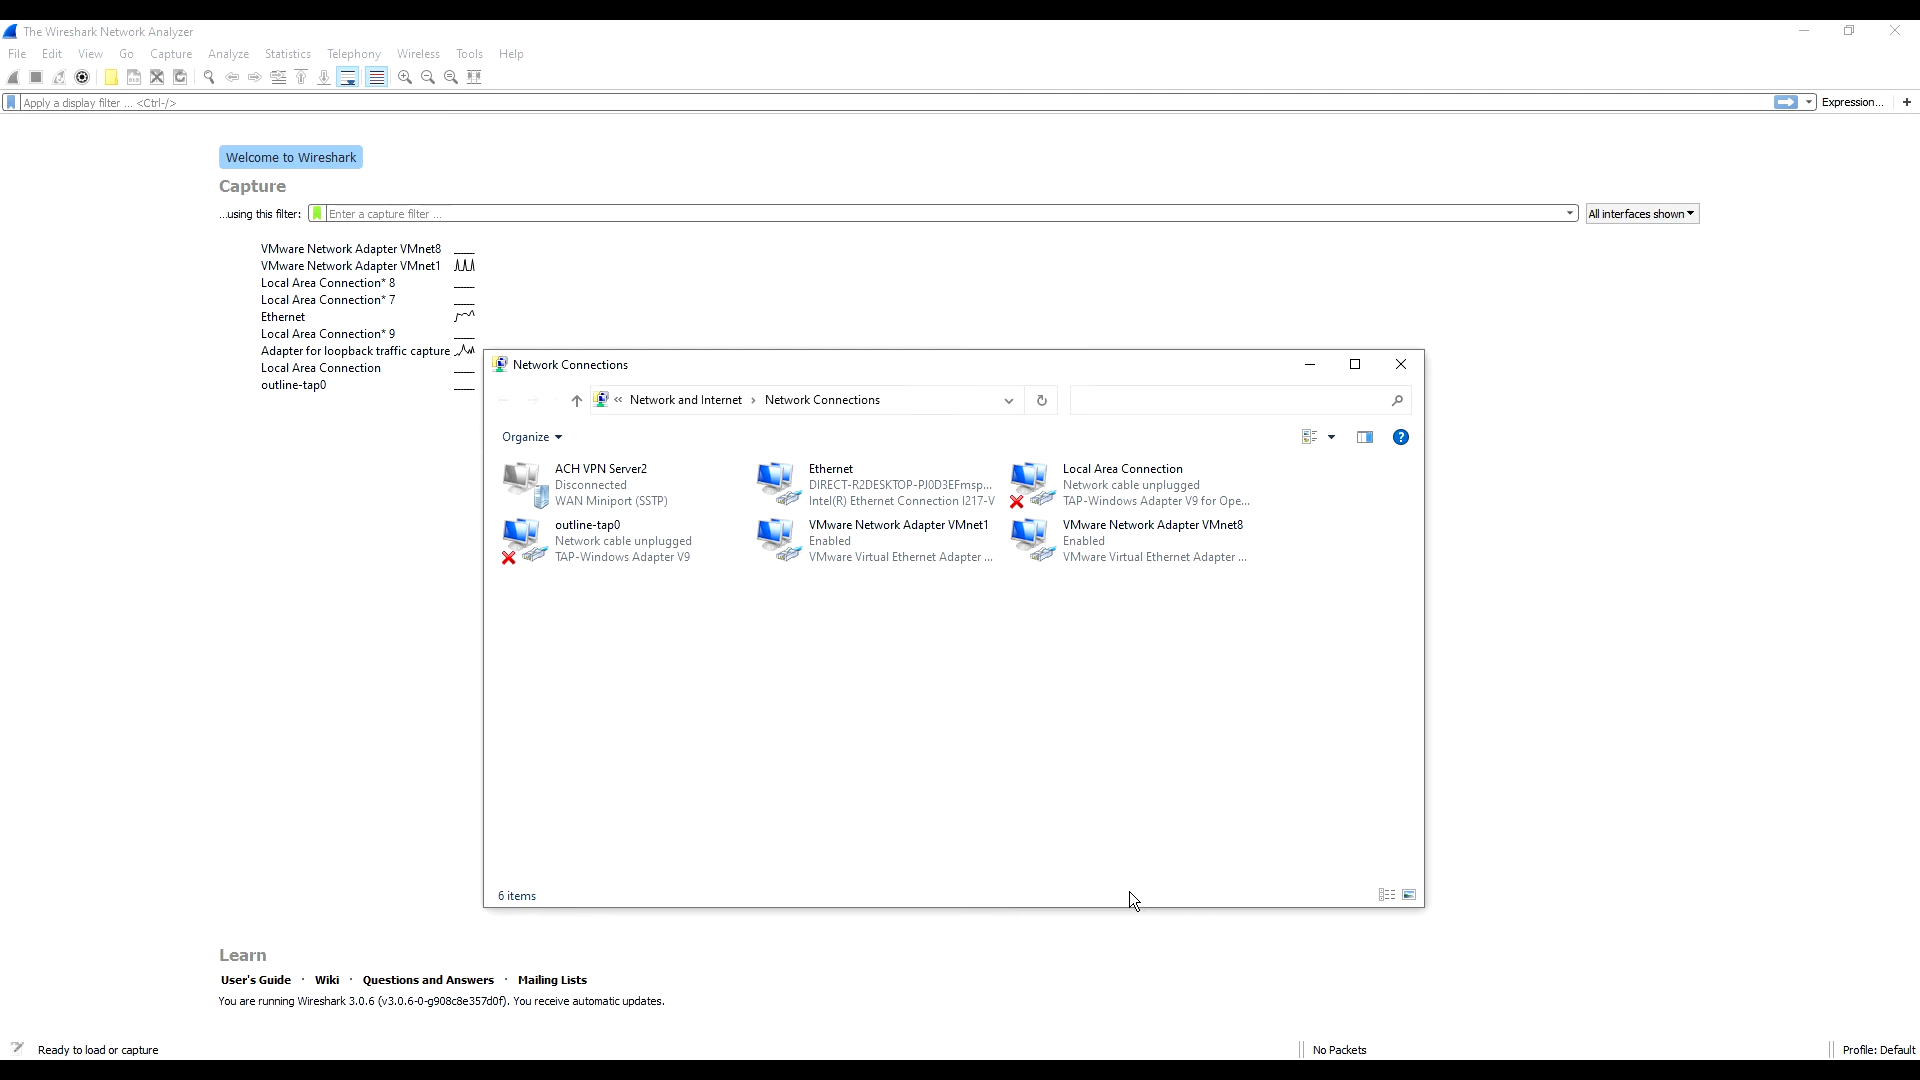 The Wireshark Network Analyzer
File Edit View Go Capture Analyze Statistics Telephony Wireless Tools Help
Apply a display filter ... <Ctrl-/>
Expression... +
Welcome to Wireshark
Capture
...using this filter: Enter a capture filter ... All interfaces shown
VMware Network Adapter VMnet8
VMware Network Adapter VMnet1
Local Area Connection* 8
Local Area Connection* 7
Ethernet
Local Area Connection* 9
Adapter for loopback traffic capture
Local Area Connection
outline-tap0
Network Connections
« Network and Internet › Network Connections
Organize
ACH VPN Server2
Disconnected
WAN Miniport (SSTP)
Ethernet
DIRECT-R2DESKTOP-PJ0D3EFmsp...
Intel(R) Ethernet Connection I217-V
Local Area Connection
Network cable unplugged
TAP-Windows Adapter V9 for Ope...
outline-tap0
Network cable unplugged
TAP-Windows Adapter V9
VMware Network Adapter VMnet1
Enabled
VMware Virtual Ethernet Adapter ...
VMware Network Adapter VMnet8
Enabled
VMware Virtual Ethernet Adapter ...
6 items
Learn
User's Guide · Wiki · Questions and Answers · Mailing Lists
You are running Wireshark 3.0.6 (v3.0.6-0-g908c8e357d0f). You receive automatic updates.
Ready to load or capture
No Packets
Profile: Default